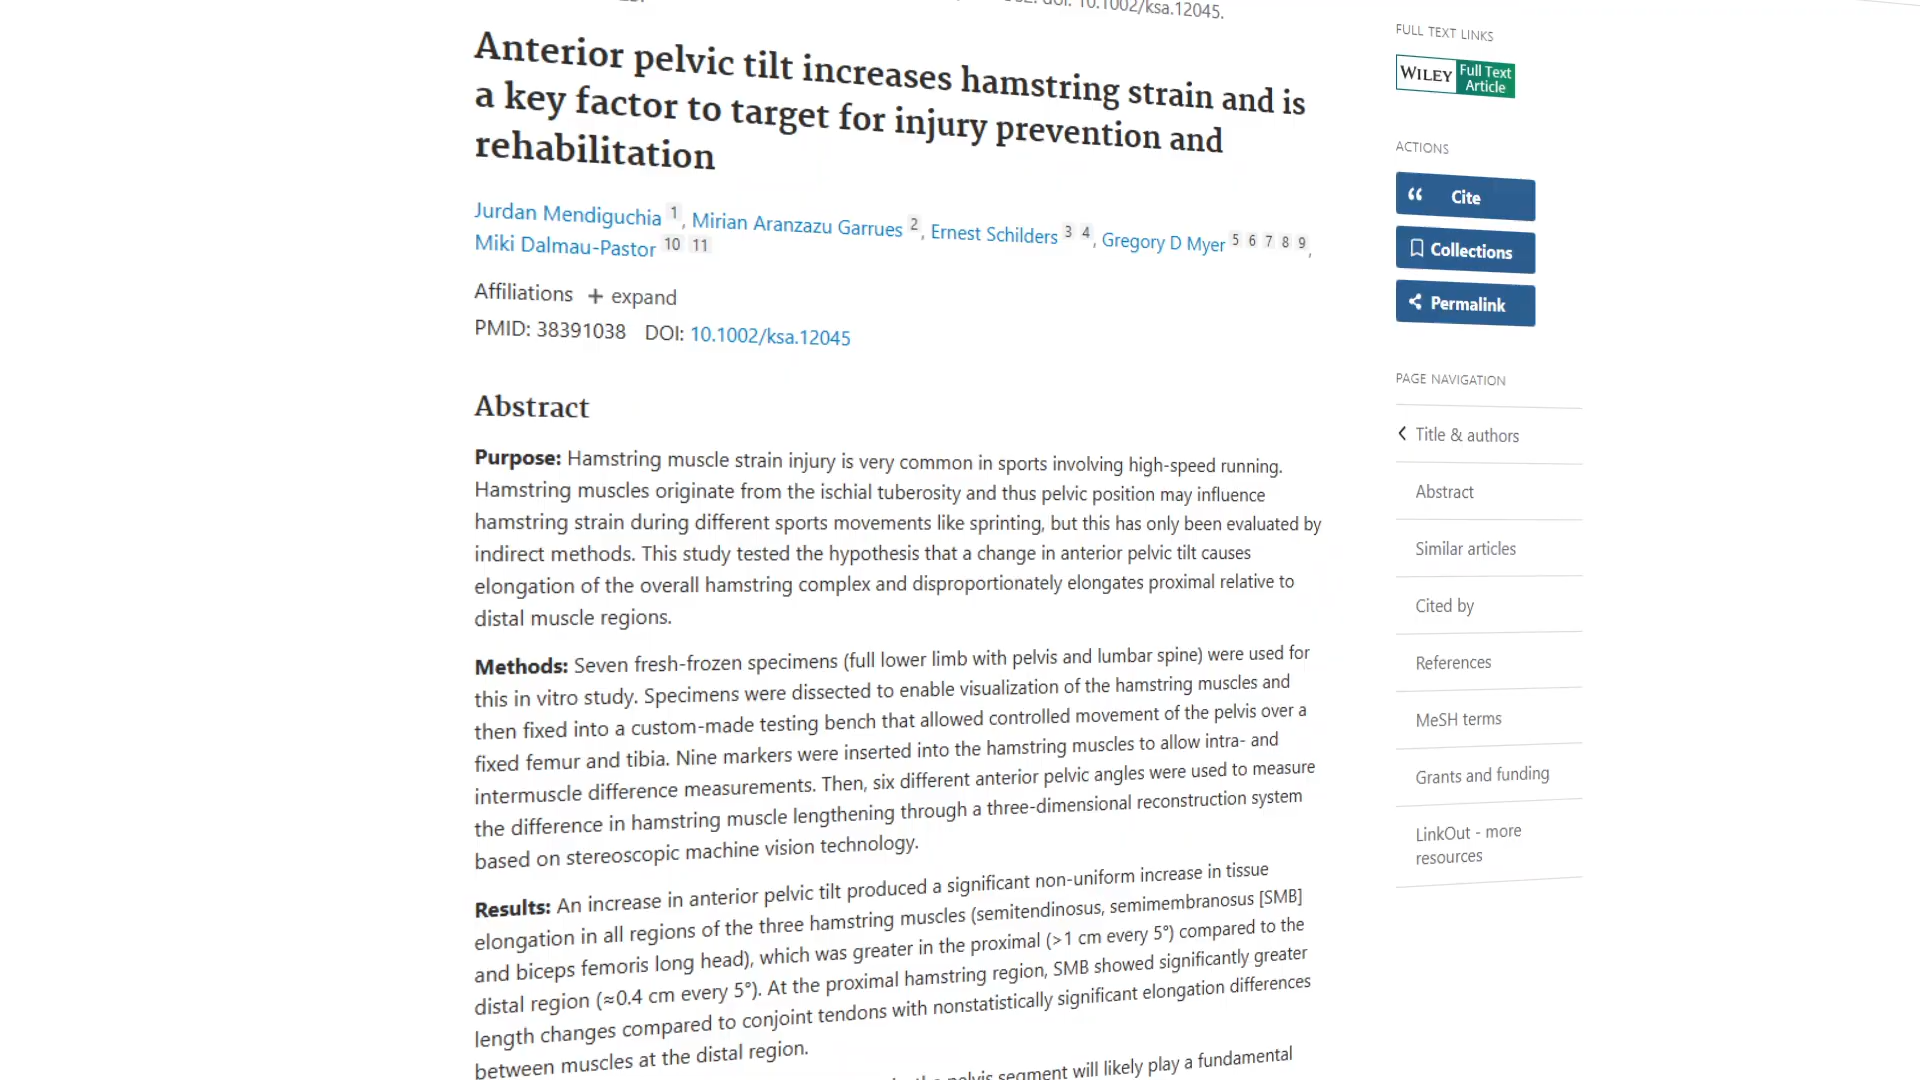 doi: 10.1002/ksa.12045.
Anterior pelvic tilt increases hamstring strain and is
a key factor to target for injury prevention and
rehabilitation
Jurdan Mendiguchia 1, Mirian Aranzazu Garrues 2, Ernest Schilders 3 4, Gregory D Myer 5 6 7 8 9,
Miki Dalmau-Pastor 10 11
Affiliations + expand
PMID: 38391038 DOI: 10.1002/ksa.12045
Abstract
Purpose: Hamstring muscle strain injury is very common in sports involving high-speed running.
Hamstring muscles originate from the ischial tuberosity and thus pelvic position may influence
hamstring strain during different sports movements like sprinting, but this has only been evaluated by
indirect methods. This study tested the hypothesis that a change in anterior pelvic tilt causes
elongation of the overall hamstring complex and disproportionately elongates proximal relative to
distal muscle regions.
Methods: Seven fresh-frozen specimens (full lower limb with pelvis and lumbar spine) were used for
this in vitro study. Specimens were dissected to enable visualization of the hamstring muscles and
then fixed into a custom-made testing bench that allowed controlled movement of the pelvis over a
fixed femur and tibia. Nine markers were inserted into the hamstring muscles to allow intra- and
intermuscle difference measurements. Then, six different anterior pelvic angles were used to measure
the difference in hamstring muscle lengthening through a three-dimensional reconstruction system
based on stereoscopic machine vision technology.
Results: An increase in anterior pelvic tilt produced a significant non-uniform increase in tissue
elongation in all regions of the three hamstring muscles (semitendinosus, semimembranosus [SMB]
and biceps femoris long head), which was greater in the proximal (>1 cm every 5°) compared to the
distal region (≈0.4 cm every 5°). At the proximal hamstring region, SMB showed significantly greater
length changes compared to conjoint tendons with nonstatistically significant elongation differences
between muscles at the distal region.
pelvis segment will likely play a fundamental
FULL TEXT LINKS
WILEY Full Text
Article
ACTIONS
Cite
Collections
Permalink
PAGE NAVIGATION
Title & authors
Abstract
Similar articles
Cited by
References
MeSH terms
Grants and funding
LinkOut - more
resources